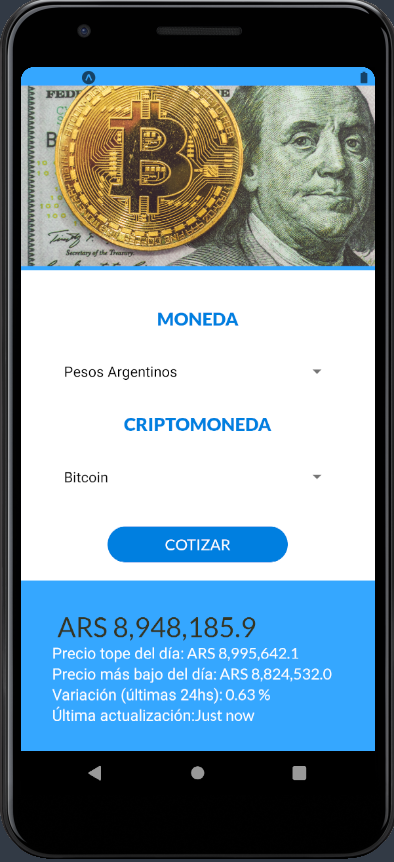 FEDER
B
Secretary of the Treasury.
MONEDA
Pesos Argentinos
CRIPTOMONEDA
Bitcoin
COTIZAR
ARS 8,948,185.9
Precio tope del día: ARS 8,995,642.1
Precio más bajo del día: ARS 8,824,532.0
Variación (últimas 24hs): 0.63 %
Última actualización:Just now